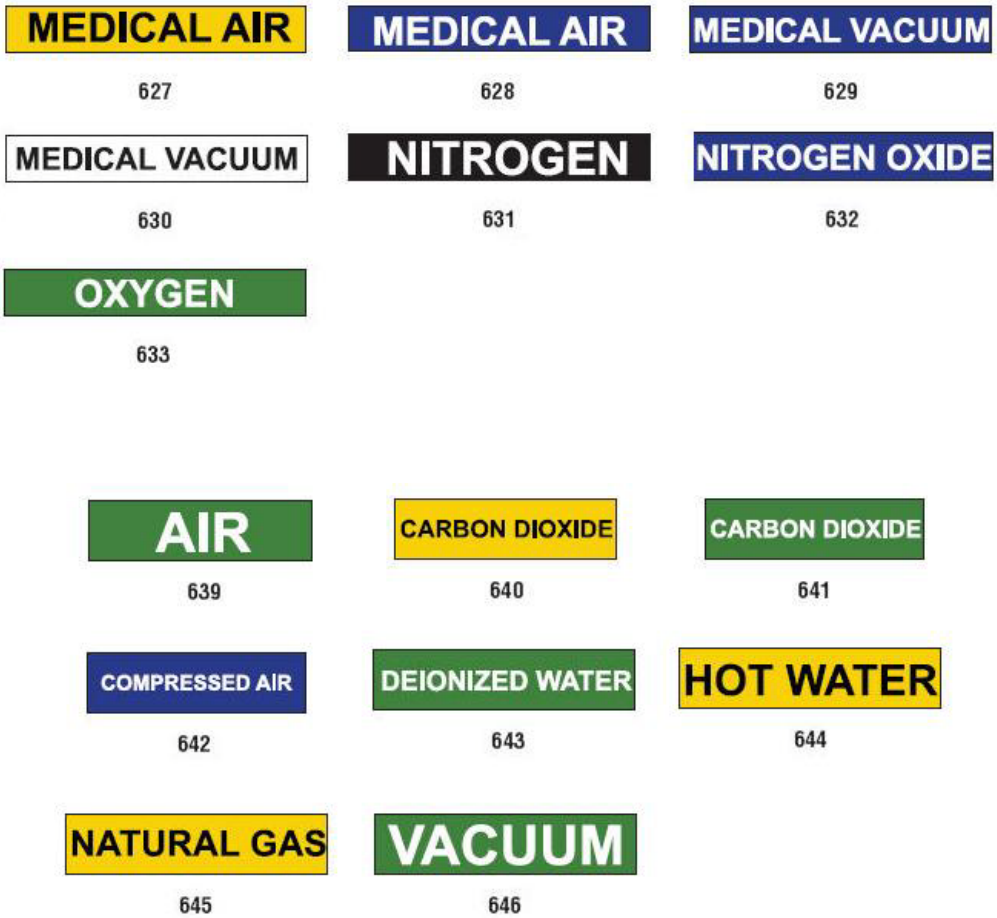 MEDICAL AIR
MEDICAL AIR
MEDICAL VACUUM
627
628
629
MEDICAL VACUUM
NITROGEN
NITROGEN OXIDE
630
631
632
OXYGEN
633
AIR
CARBON DIOXIDE
CARBON DIOXIDE
639
640
641
COMPRESSED AIR
DEIONIZED WATER
HOT WATER
642
643
644
NATURAL GAS
VACUUM
645
646